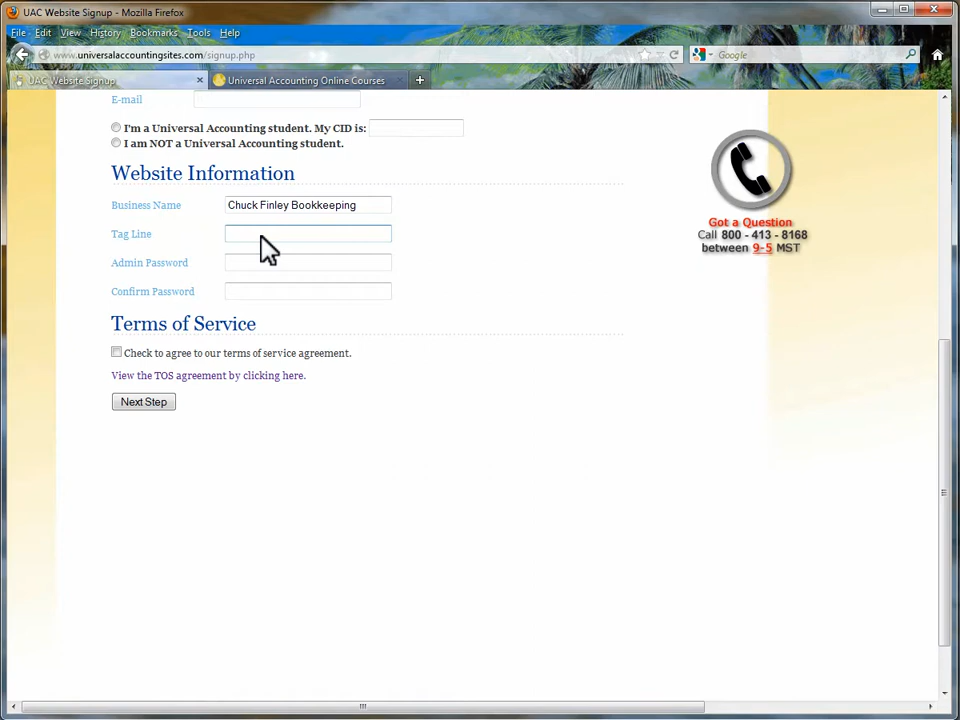 UAC Website Signup - Mozilla Firefox
File Edit View History Bookmarks Tools Help
www.universalaccountingsites.com/signup.php
Google
UAC Website Signup
Universal Accounting Online Courses
E-mail
I'm a Universal Accounting student. My CID is:
I am NOT a Universal Accounting student.
Website Information
Business Name
Chuck Finley Bookkeeping
Tag Line
Admin Password
Confirm Password
Terms of Service
Check to agree to our terms of service agreement.
View the TOS agreement by clicking here.
Next Step
Got a Question
Call 800 - 413 - 8168
between 9-5 MST